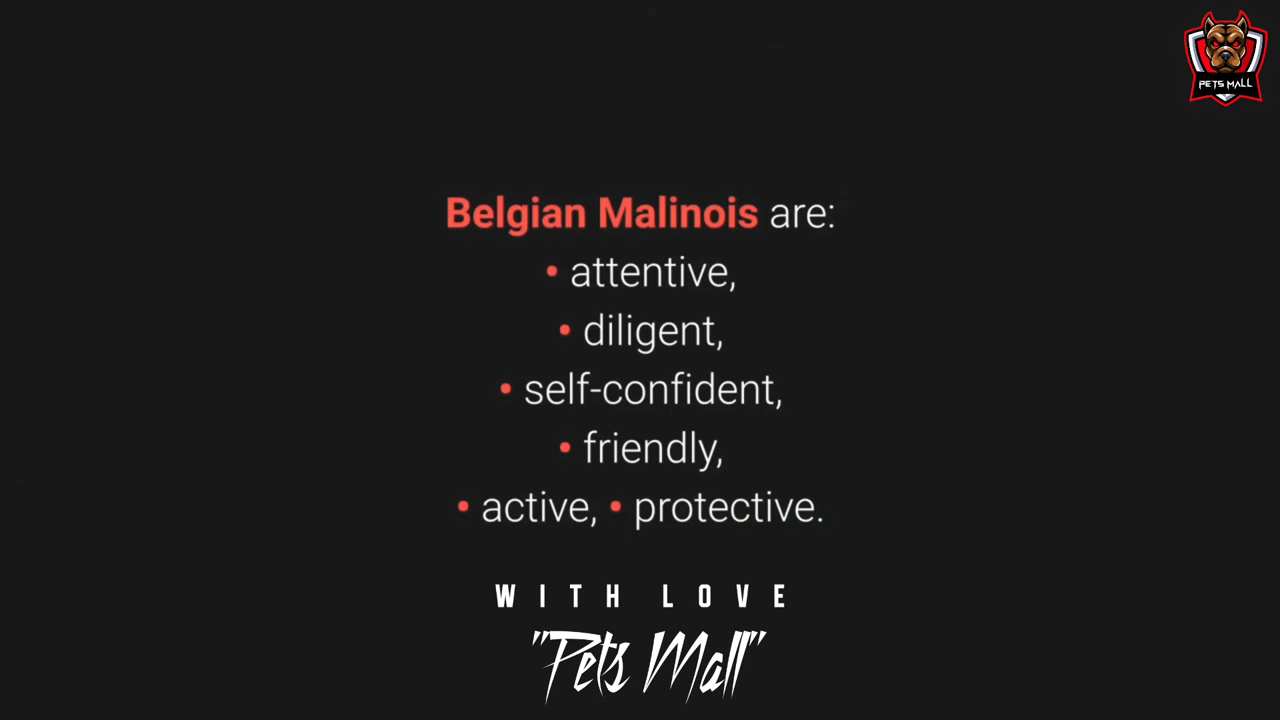 PETS MALL
Belgian Malinois are:
• attentive,
• diligent,
• self-confident,
• friendly,
• active, • protective.
WITH LOVE
"Pets Mall"